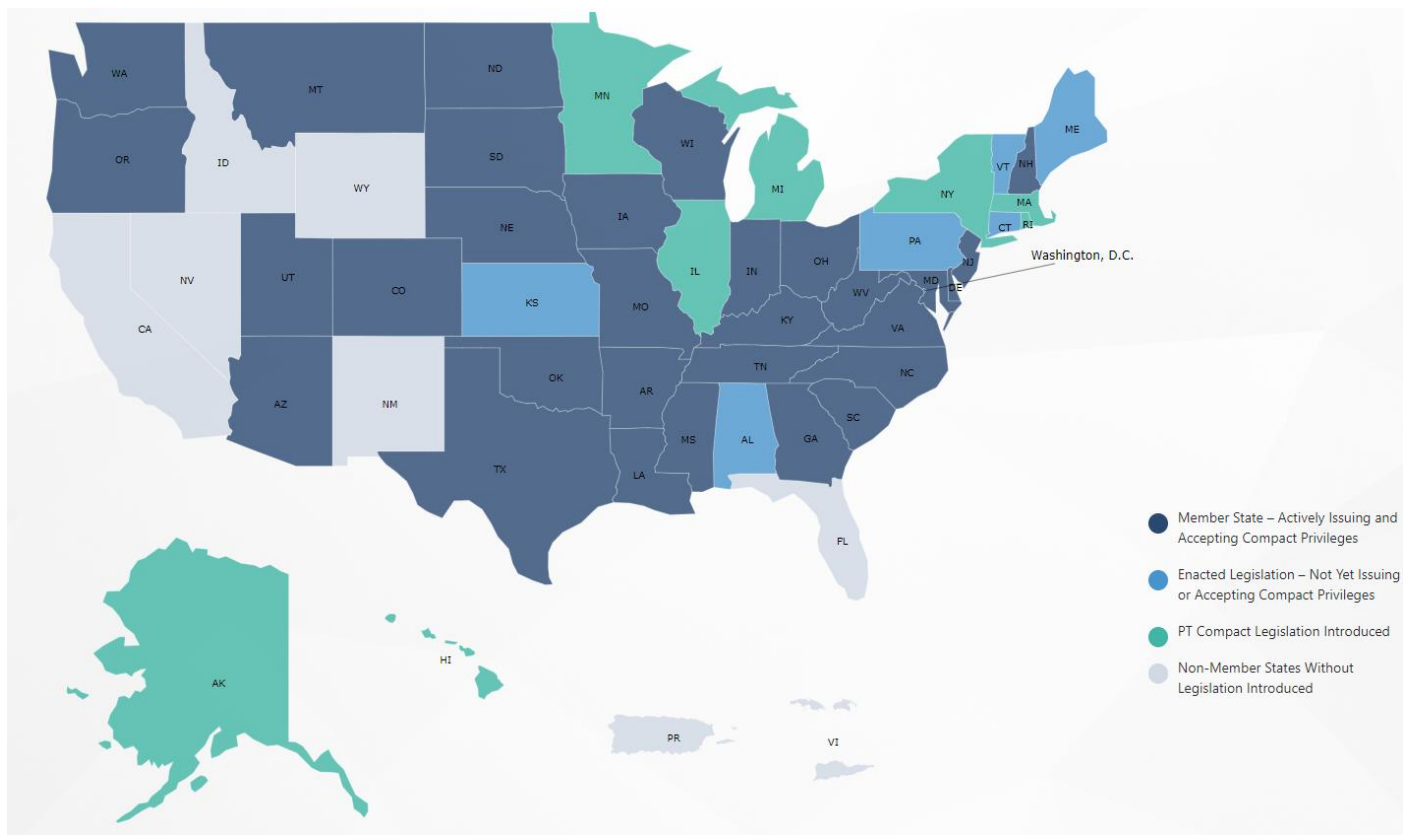 WA
MT
ND
MN
OR
ID
SD
WI
MI
ME
VT
NH
NY
MA
WY
NE
IA
CT
RI
PA
NV
UT
CO
KS
IL
IN
OH
NJ
Washington, D.C.
MD
DE
WV
CA
MO
KY
VA
AZ
NM
OK
AR
TN
NC
SC
TX
LA
MS
AL
GA
FL
Member State – Actively Issuing and
Accepting Compact Privileges
Enacted Legislation – Not Yet Issuing
or Accepting Compact Privileges
PT Compact Legislation Introduced
Non-Member States Without
Legislation Introduced
AK
HI
PR
VI